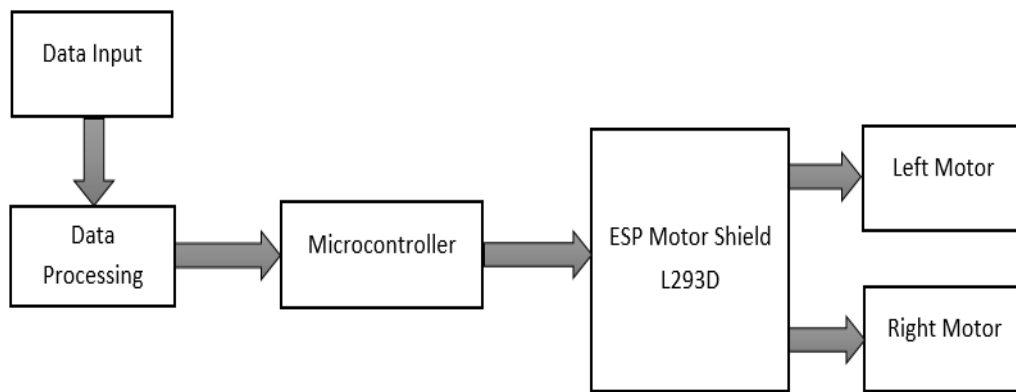 Data Input
Data
Processing
Microcontroller
ESP Motor Shield
L293D
Left Motor
Right Motor